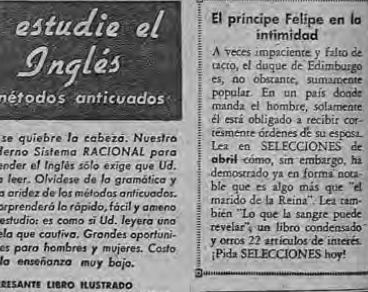 estudie el
Inglés
métodos anticuados
se quiebre la cabeza. Nuestro
derno Sistema RACIONAL para
ender el Inglés sólo exige que Ud.
a leer. Olvídese de la gramática y
a aridez de los métodos anticuados.
orprenderá lo rápido, fácil y ameno
estudio: es como si Ud. leyera una
ela que cautiva. Grandes oportuni-
es para hombres y mujeres. Costo
la enseñanza muy bajo.
RESANTE LIBRO ILUSTRADO
El príncipe Felipe en la
intimidad
A veces impaciente y falto de
tacto, el duque de Edimburgo
es, no obstante, sumamente
popular. En un país donde
manda el hombre, solamente
él está obligado a recibir cor-
tésmente órdenes de su esposa.
Lea en SELECCIONES de
abril cómo, sin embargo, ha
demostrado ya en forma nota-
ble que es algo más que "el
marido de la Reina". Lea tam-
bién "Lo que la sangre puede
revelar", un libro condensado
y otros 22 artículos de interés.
¡Pida SELECCIONES hoy!